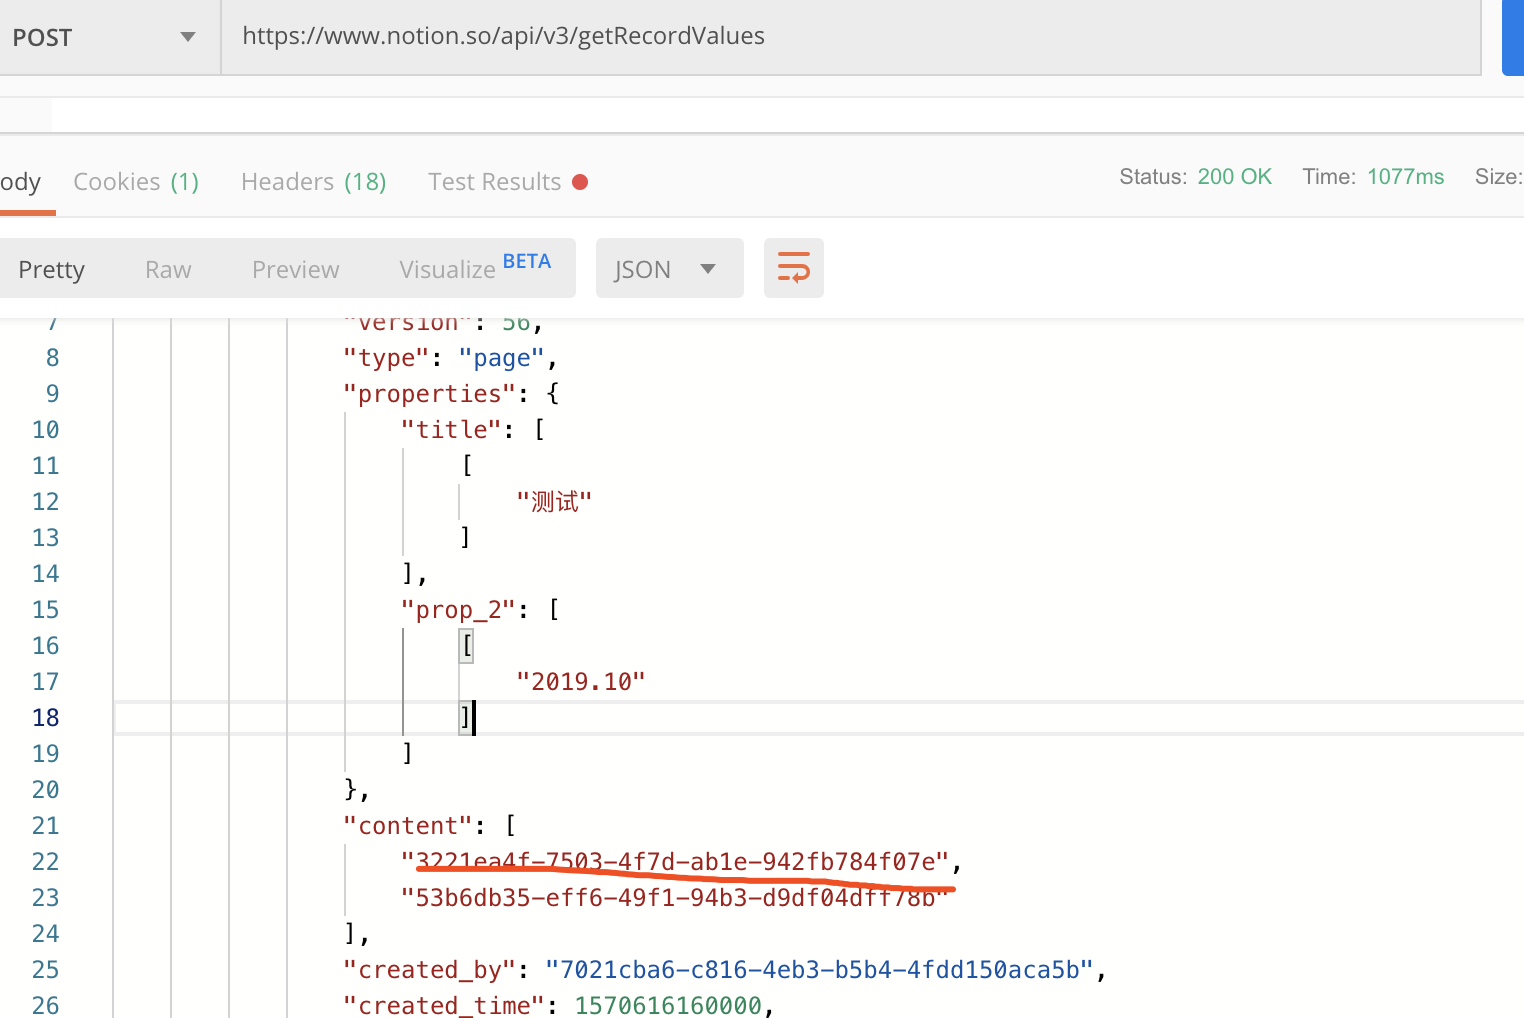 POST https://www.notion.so/api/v3/getRecordValues
ody Cookies (1) Headers (18) Test Results Status: 200 OK Time: 1077ms Size:
Pretty Raw Preview Visualize BETA JSON
7 "version": 56,
8 "type": "page",
9 "properties": {
10 "title": [
11 [
12 "测试"
13 ]
14 ],
15 "prop_2": [
16 [
17 "2019.10"
18 ]
19 ]
20 },
21 "content": [
22 "3221ea4f-7503-4f7d-ab1e-942fb784f07e",
23 "53b6db35-eff6-49f1-94b3-d9df04dff78b"
24 ],
25 "created_by": "7021cba6-c816-4eb3-b5b4-4fdd150aca5b",
26 "created_time": 1570616160000,